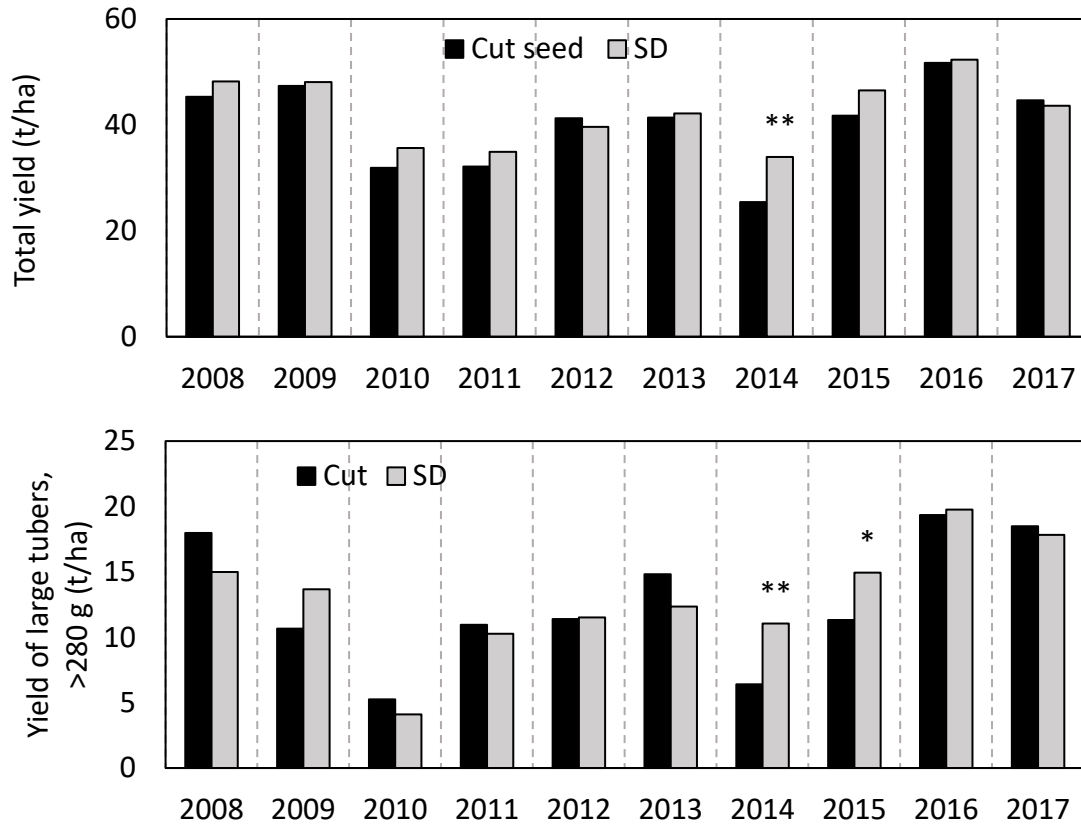 Total yield (t/ha)
60
40
20
0
Cut seed SD
**
2008 2009 2010 2011 2012 2013 2014 2015 2016 2017
Yield of large tubers,
>280 g (t/ha)
25
20
15
10
5
0
Cut SD
*
**
2008 2009 2010 2011 2012 2013 2014 2015 2016 2017